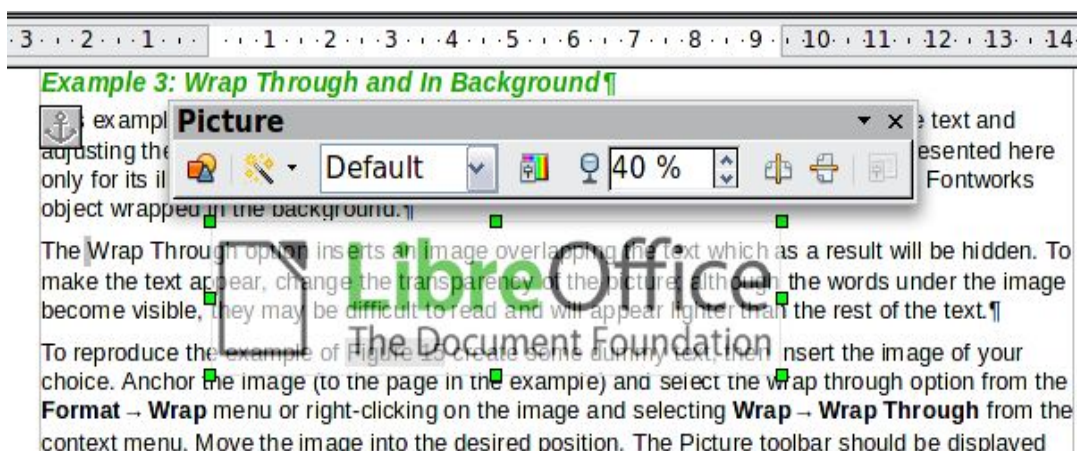 3 2 1 1 2 3 4 5 6 7 8 9 10 11 12 13 14
Example 3: Wrap Through and In Background¶
s exampl
Picture
text and
adjusting the
Default
40 %
esented here
only for its il
Fontworks
object wrapped in the background.¶
The Wrap Through option inserts an image overlapping the text which as a result will be hidden. To
make the text appear, change the transparency of the picture; although the words under the image
become visible, they may be difficult to read and will appear lighter than the rest of the text.¶
LibreOffice
The Document Foundation
To reproduce the example of Figure 15 create some dummy text, then nsert the image of your
choice. Anchor the image (to the page in the example) and select the wrap through option from the
Format → Wrap menu or right-clicking on the image and selecting Wrap → Wrap Through from the
context menu. Move the image into the desired position. The Picture toolbar should be displayed